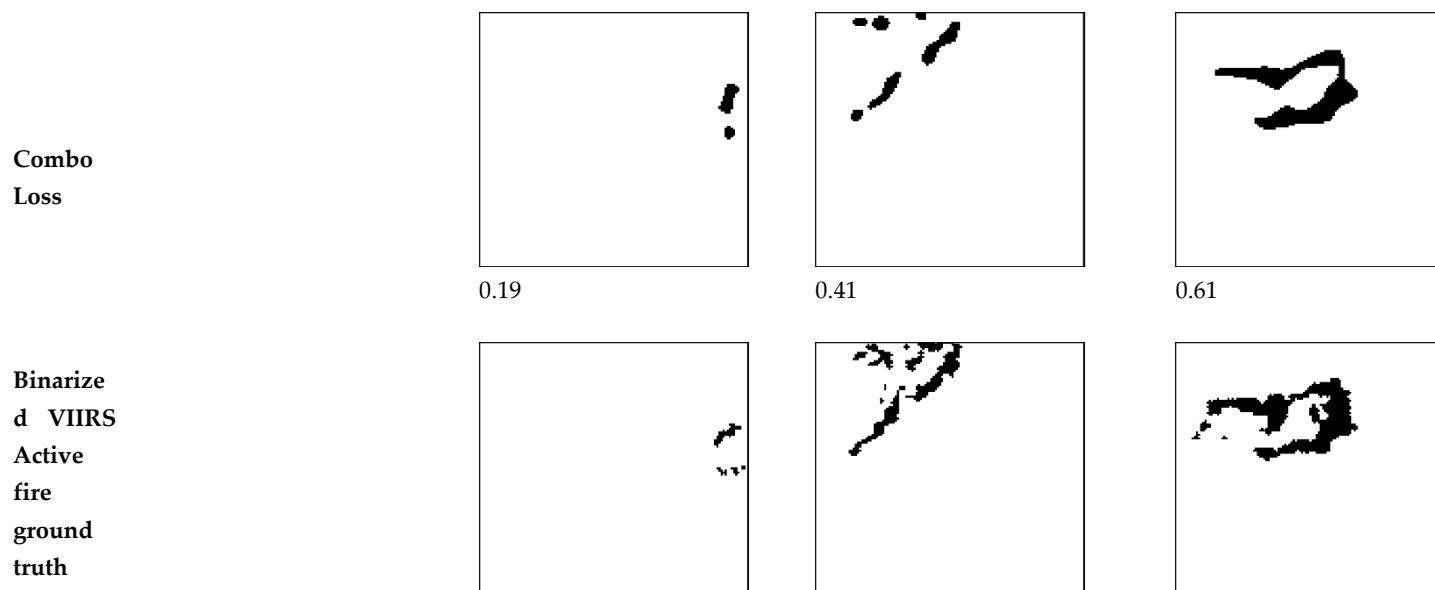 Combo
Loss
0.19 0.41 0.61
Binarize
d VIIRS
Active
fire
ground
truth